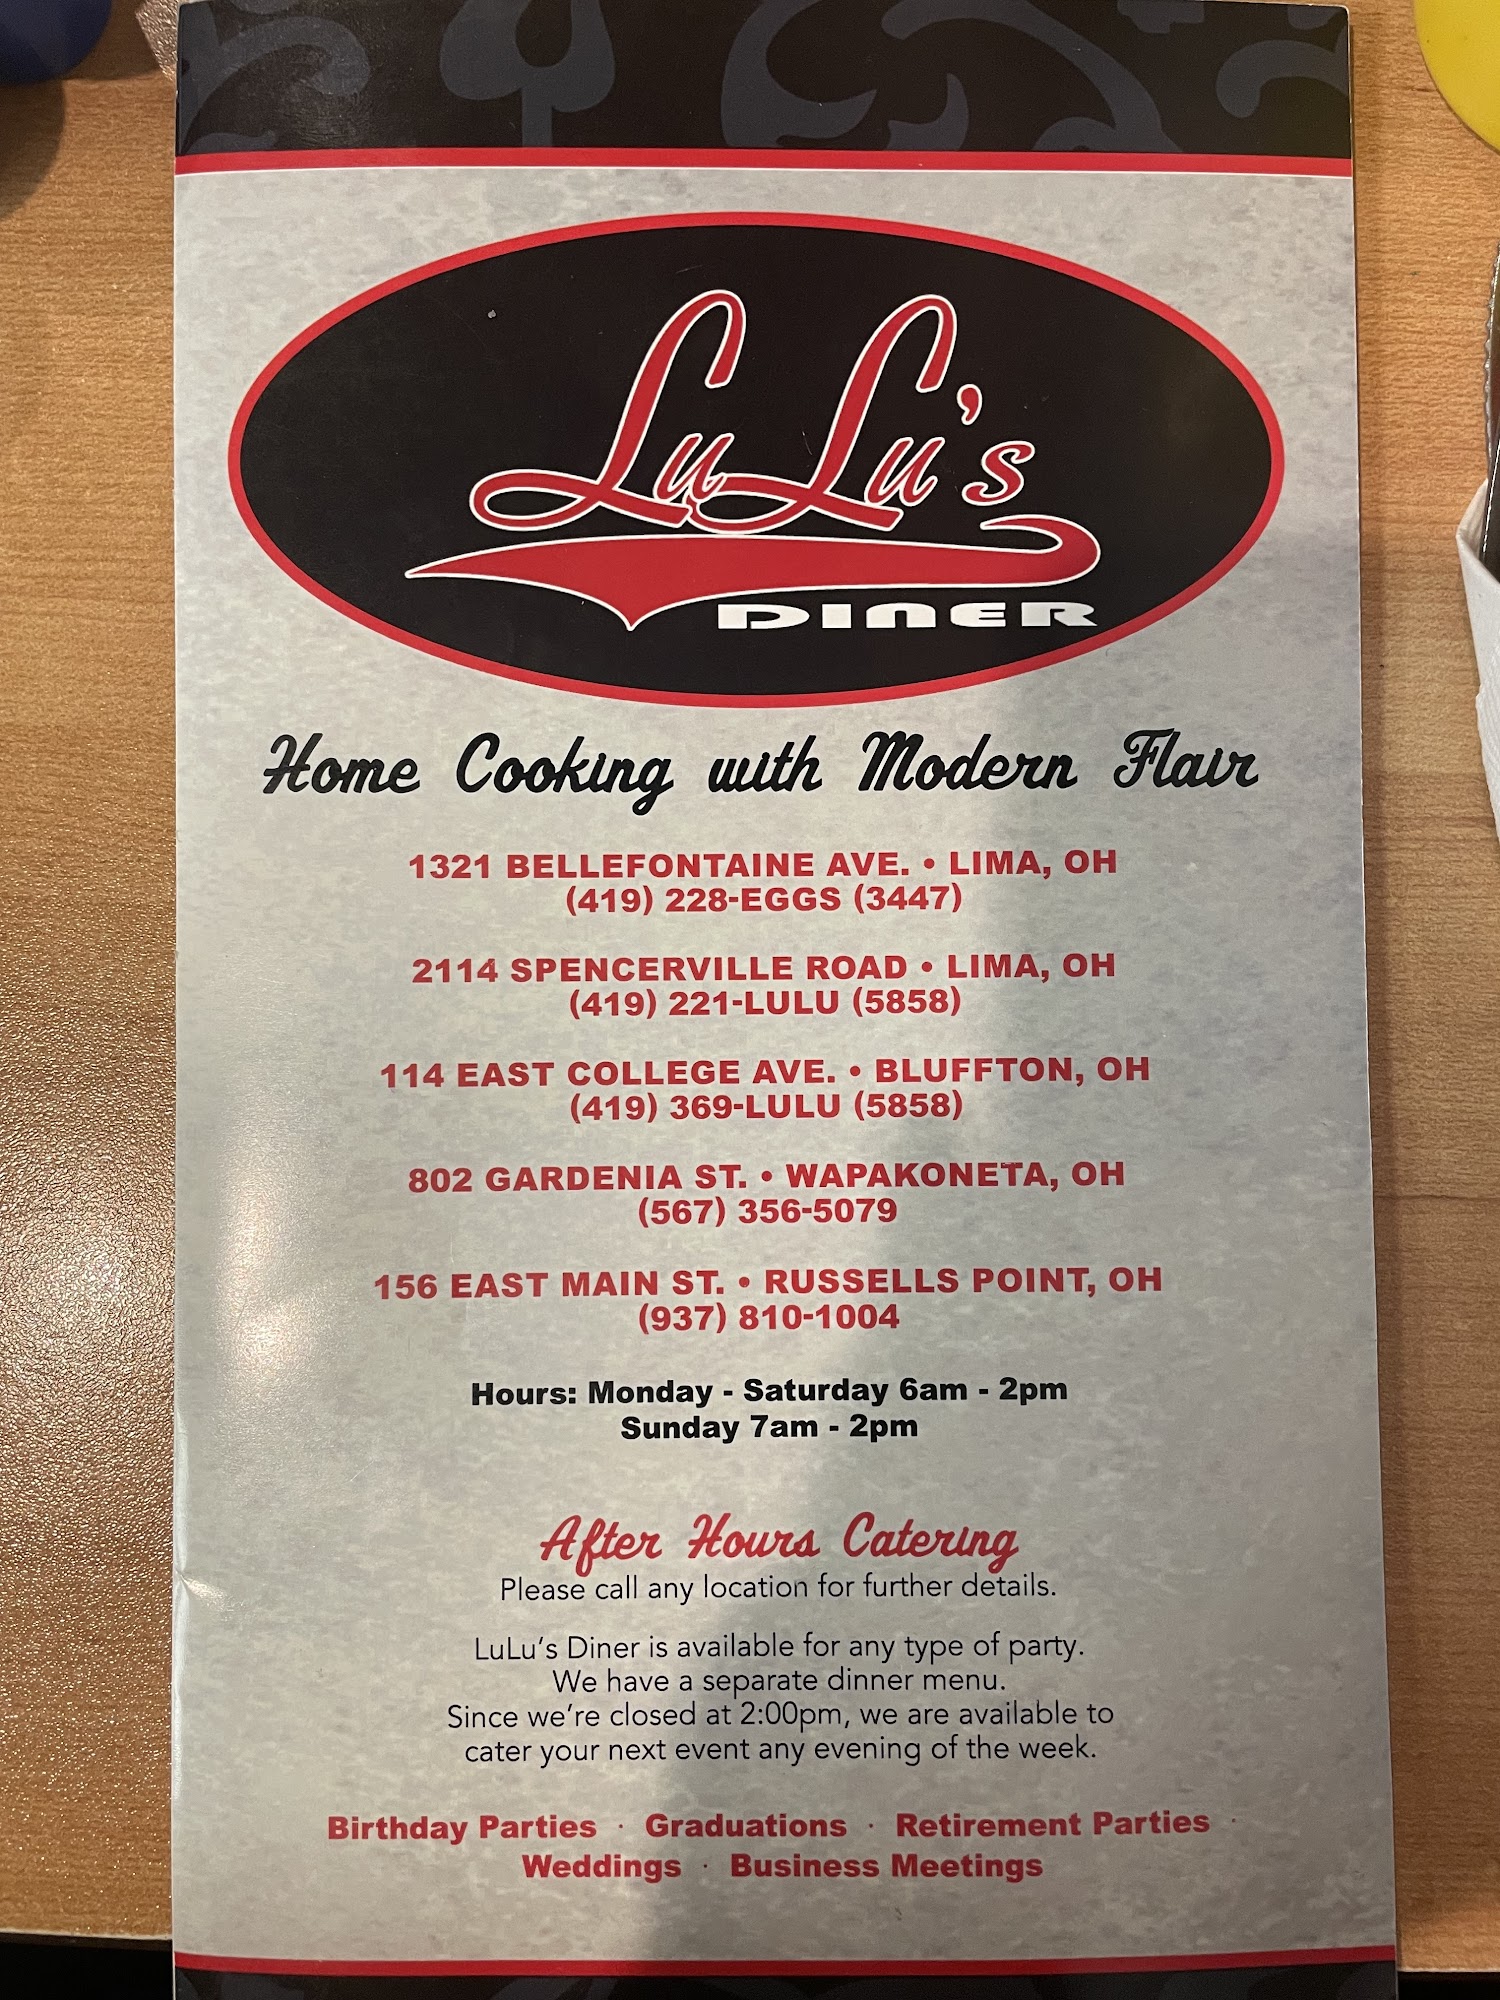 LuLu's
DINER
Home Cooking with Modern Flair
1321 BELLEFONTAINE AVE. • LIMA, OH
(419) 228-EGGS (3447)
2114 SPENCERVILLE ROAD • LIMA, OH
(419) 221-LULU (5858)
114 EAST COLLEGE AVE. • BLUFFTON, OH
(419) 369-LULU (5858)
802 GARDENIA ST. • WAPAKONETA, OH
(567) 356-5079
156 EAST MAIN ST. • RUSSELLS POINT, OH
(937) 810-1004
Hours: Monday - Saturday 6am - 2pm
Sunday 7am - 2pm
After Hours Catering
Please call any location for further details.
LuLu's Diner is available for any type of party.
We have a separate dinner menu.
Since we're closed at 2:00pm, we are available to
cater your next event any evening of the week.
Birthday Parties · Graduations · Retirement Parties ·
Weddings · Business Meetings